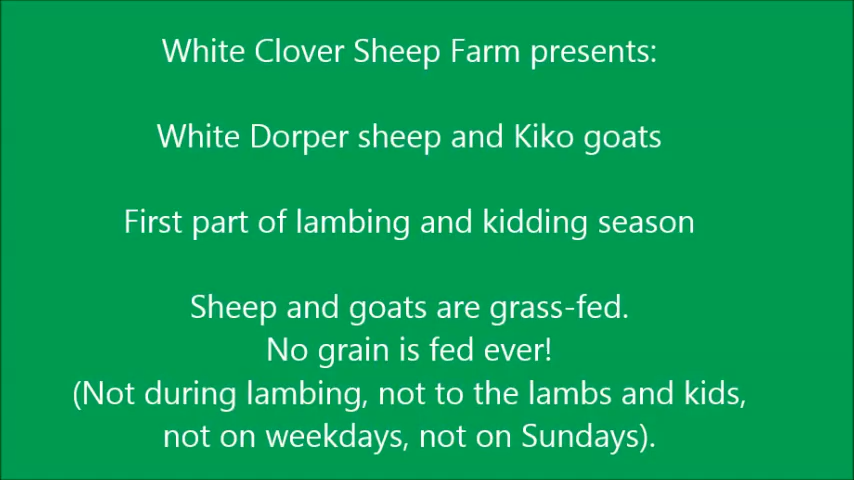 White Clover Sheep Farm presents:
White Dorper sheep and Kiko goats
First part of lambing and kidding season
Sheep and goats are grass-fed.
No grain is fed ever!
(Not during lambing, not to the lambs and kids,
not on weekdays, not on Sundays).